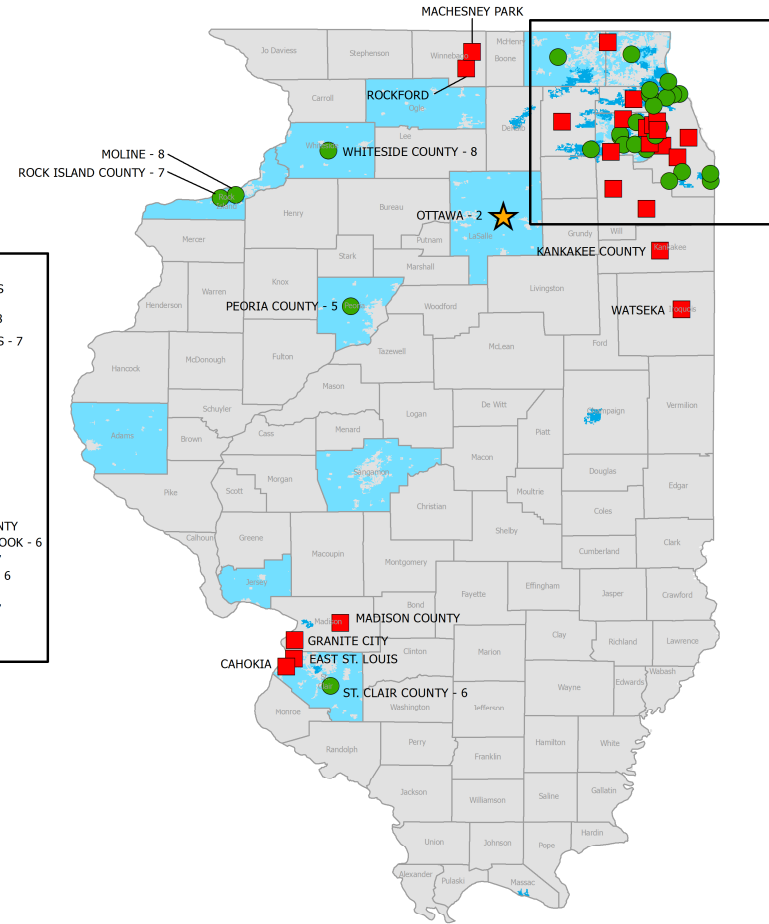 MACHESNEY PARK
Jo Daviess
Stephenson
Winnebago
McHenry
Boone
ROCKFORD
Carroll
Ogle
DeKalb
Lee
Whiteside
WHITESIDE COUNTY - 8
MOLINE - 8
ROCK ISLAND COUNTY - 7
Henry
Bureau
OTTAWA - 2
LaSalle
Putnam
Grundy
Will
Mercer
KANKAKEE COUNTY
Kankakee
Stark
Marshall
Knox
Livingston
Henderson
Warren
PEORIA COUNTY - 5
Peoria
Woodford
WATSEKA
Iroquois
S
3
S - 7
McLean
Ford
Tazewell
Fulton
McDonough
Hancock
Mason
De Witt
Schuyler
Logan
Champaign
Vermilion
Adams
Brown
Cass
Menard
Piatt
Macon
Sangamon
Douglas
Morgan
Scott
Pike
Edgar
Moultrie
Christian
Coles
NTY
OOK - 6
6
Calhoun
Greene
Macoupin
Shelby
Clark
Cumberland
Montgomery
Jersey
Effingham
Fayette
Jasper
Crawford
Bond
MADISON COUNTY
Madison
GRANITE CITY
Clay
Richland
Lawrence
Clinton
Marion
EAST ST. LOUIS
CAHOKIA
Wabash
Edwards
Wayne
ST. CLAIR COUNTY - 6
Washington
Jefferson
Monroe
Randolph
Perry
Hamilton
White
Franklin
Jackson
Williamson
Saline
Gallatin
Hardin
Union
Johnson
Pope
Alexander
Pulaski
Massac